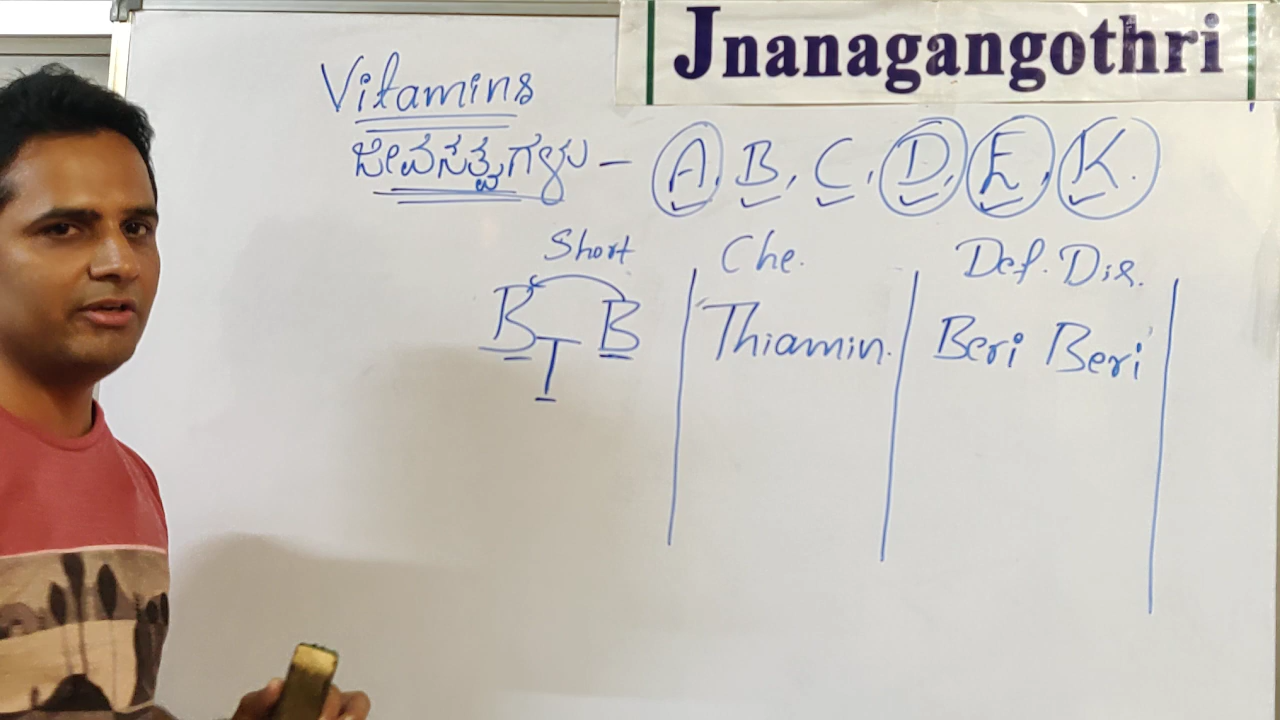 Jnanagangothri
Vitamins
ಜೀವಸತ್ವಗಳು – A, B, C, D, E, K.
Short Che. Def. Dis.
B T B Thiamin. Beri Beri